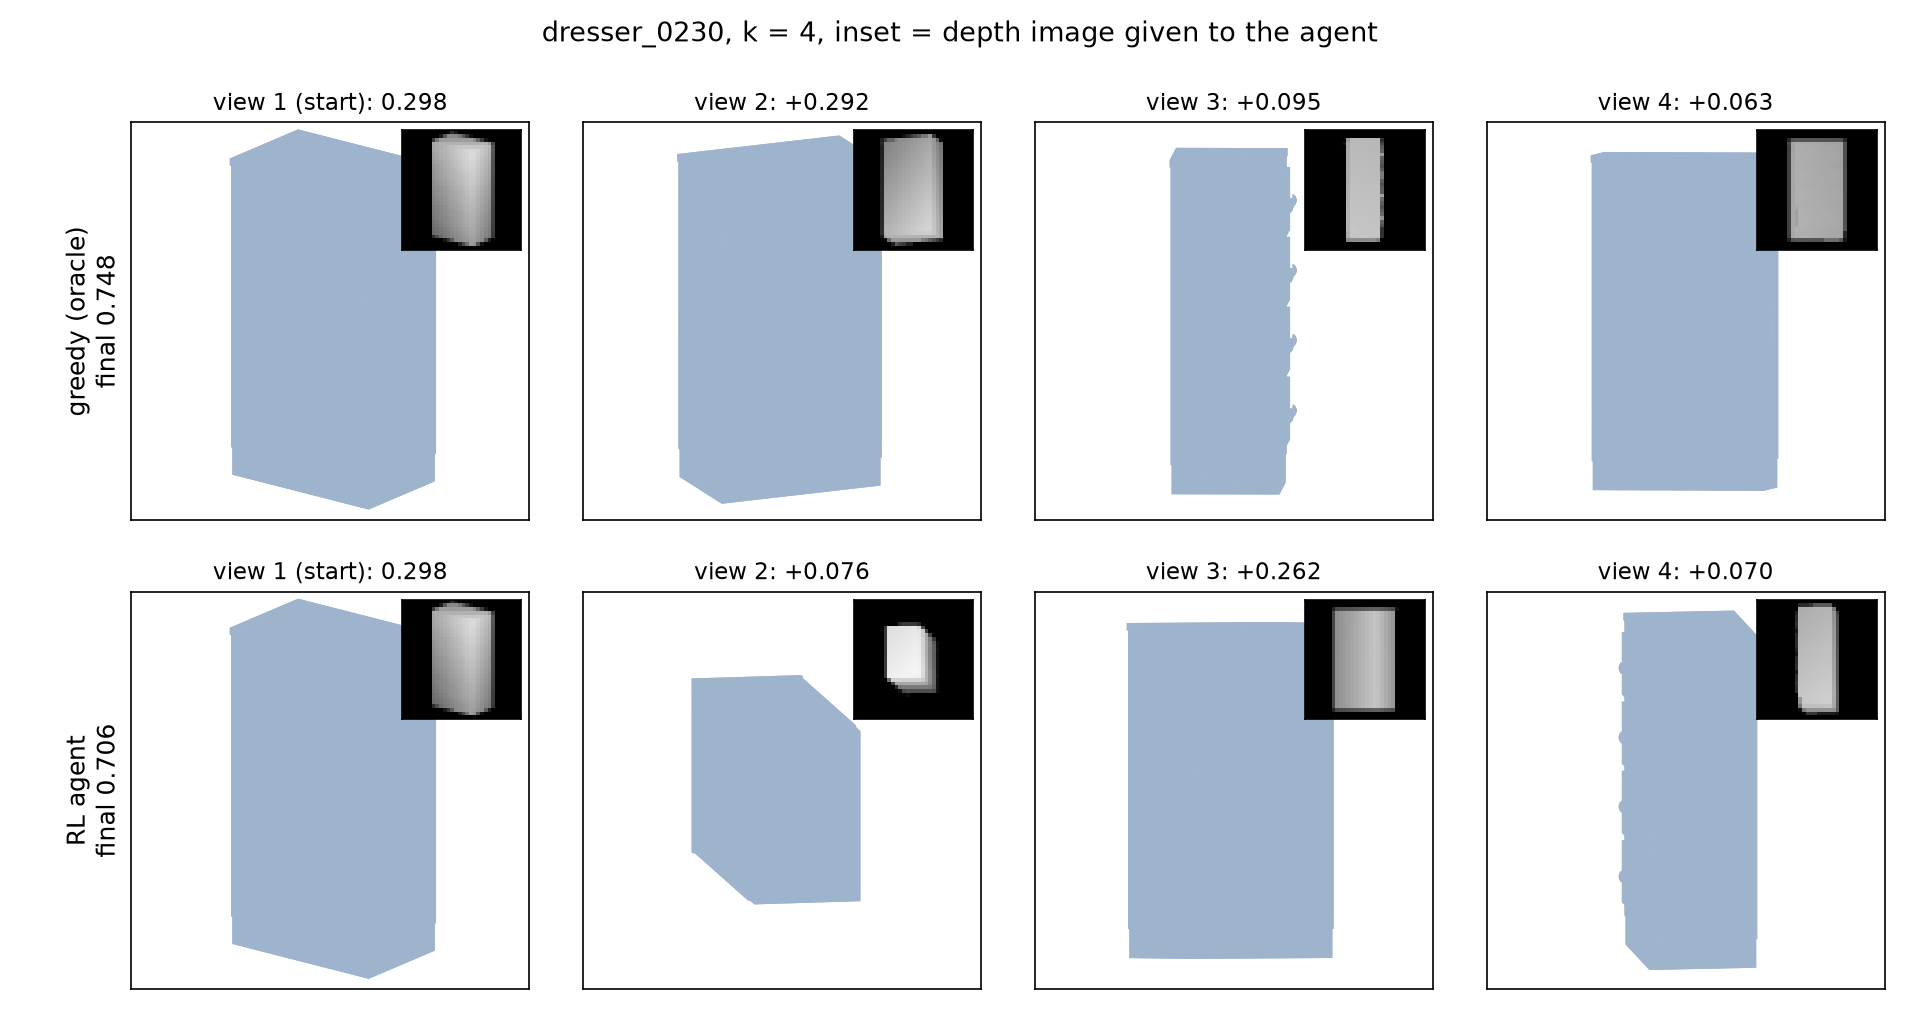 dresser_0230, k = 4, inset = depth image given to the agent
view 1 (start): 0.298
view 2: +0.292
view 3: +0.095
view 4: +0.063
greedy (oracle)
final 0.748
view 1 (start): 0.298
view 2: +0.076
view 3: +0.262
view 4: +0.070
RL agent
final 0.706